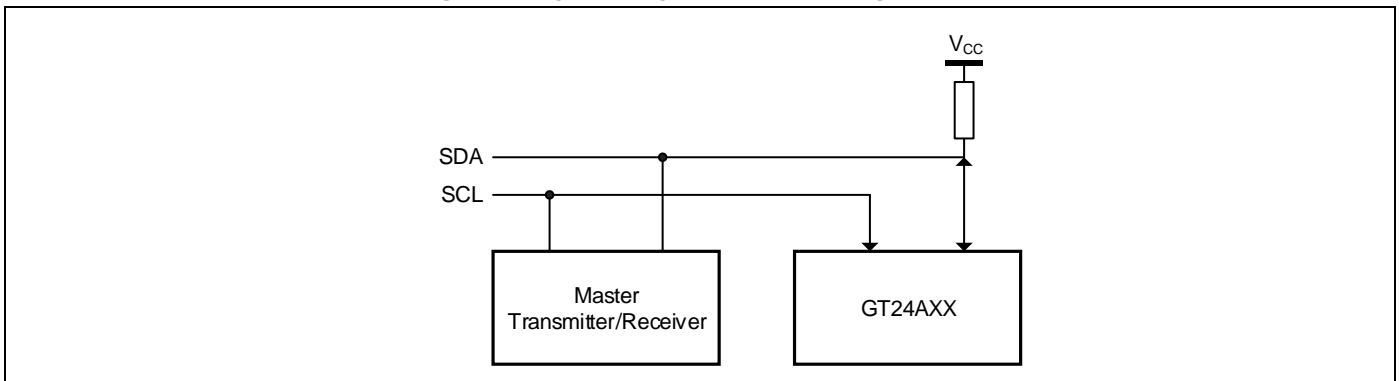 VCC
SDA
SCL
Master
Transmitter/Receiver
GT24AXX